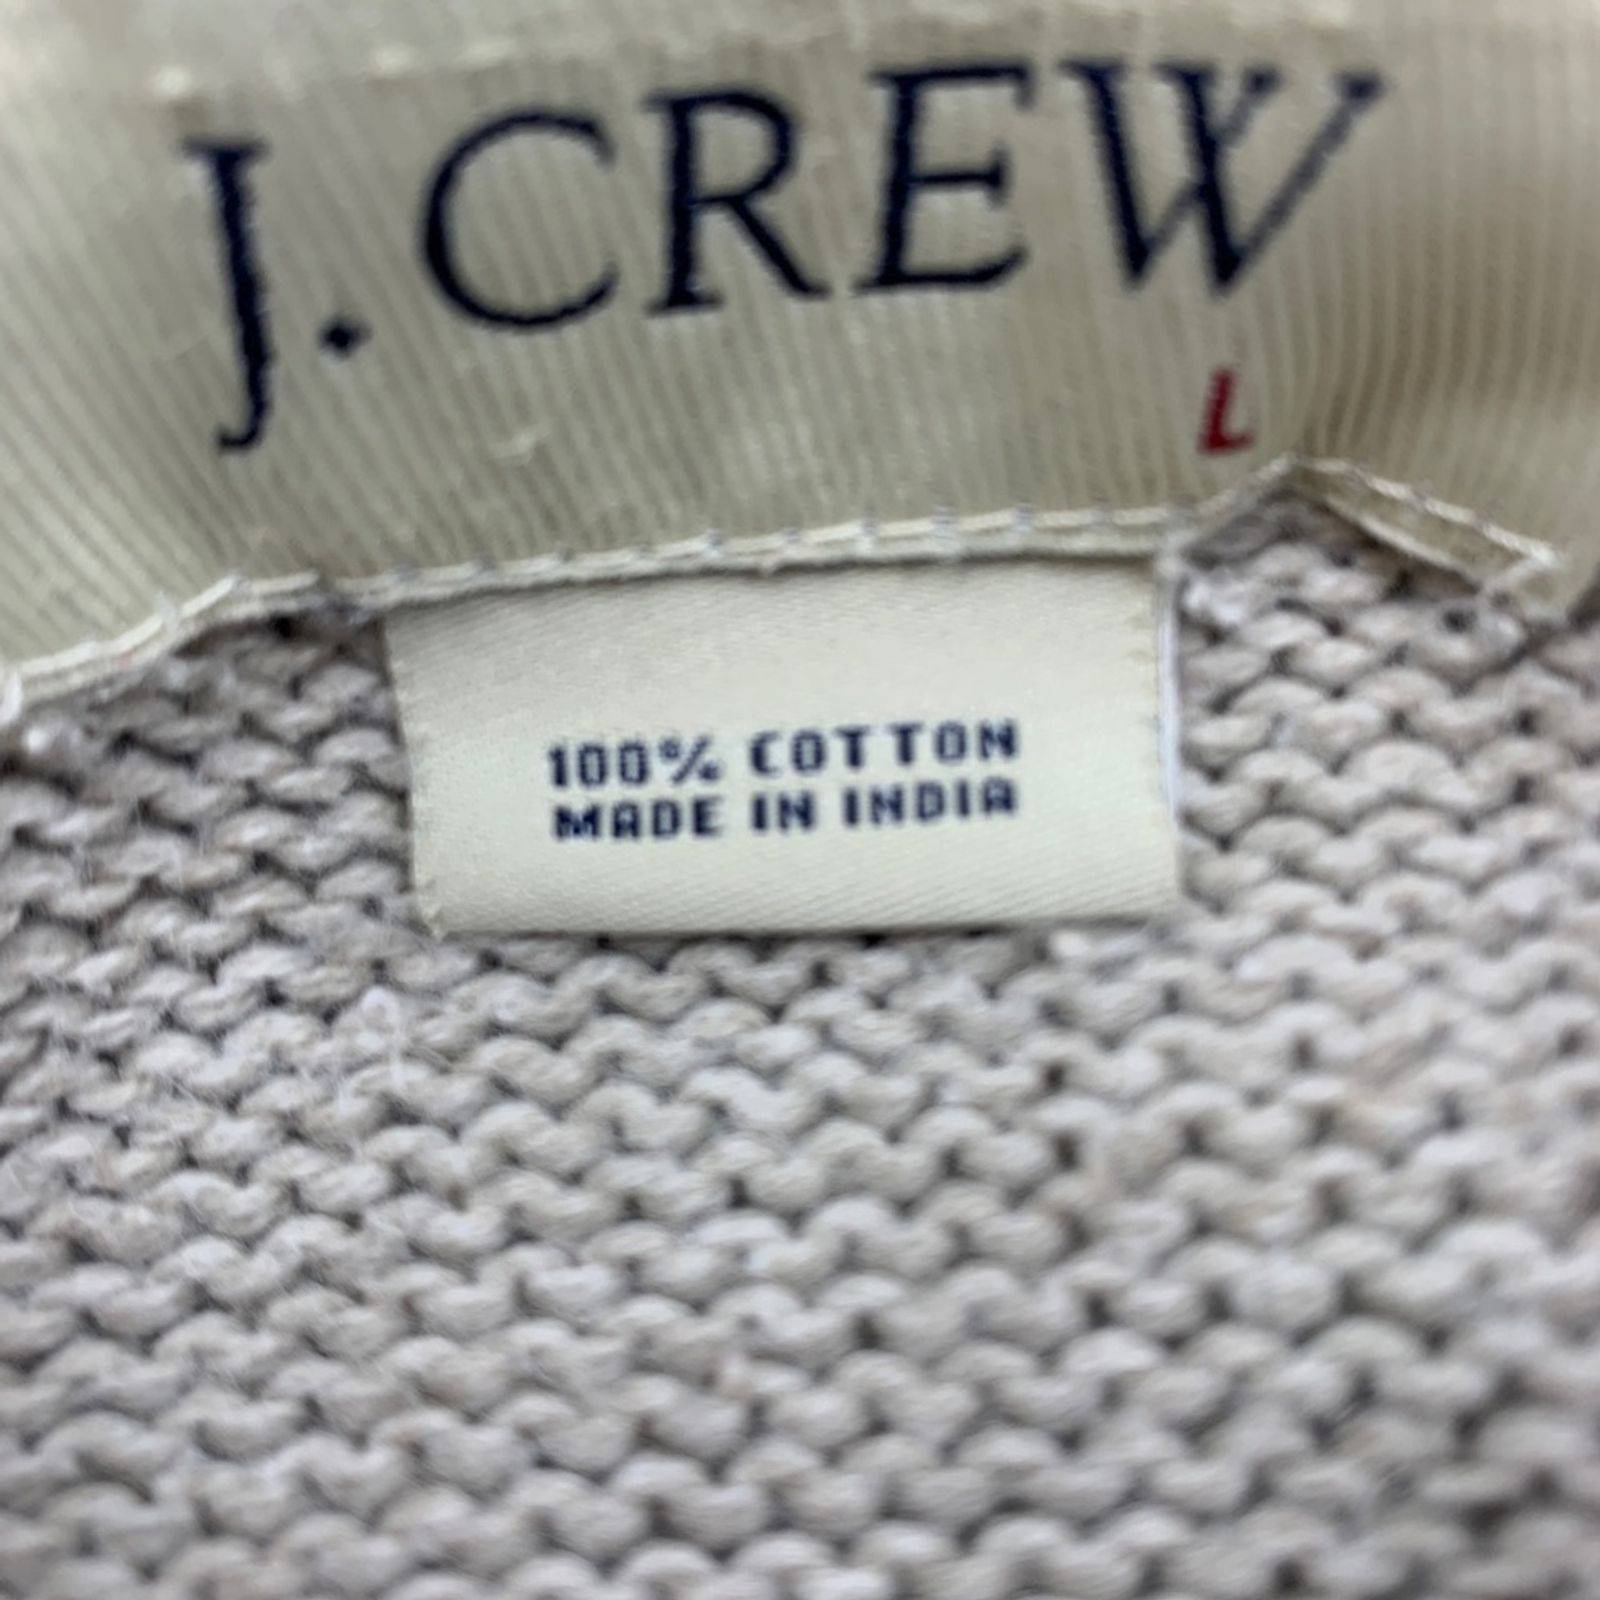 J. CREW
L
100% COTTON
MADE IN INDIA